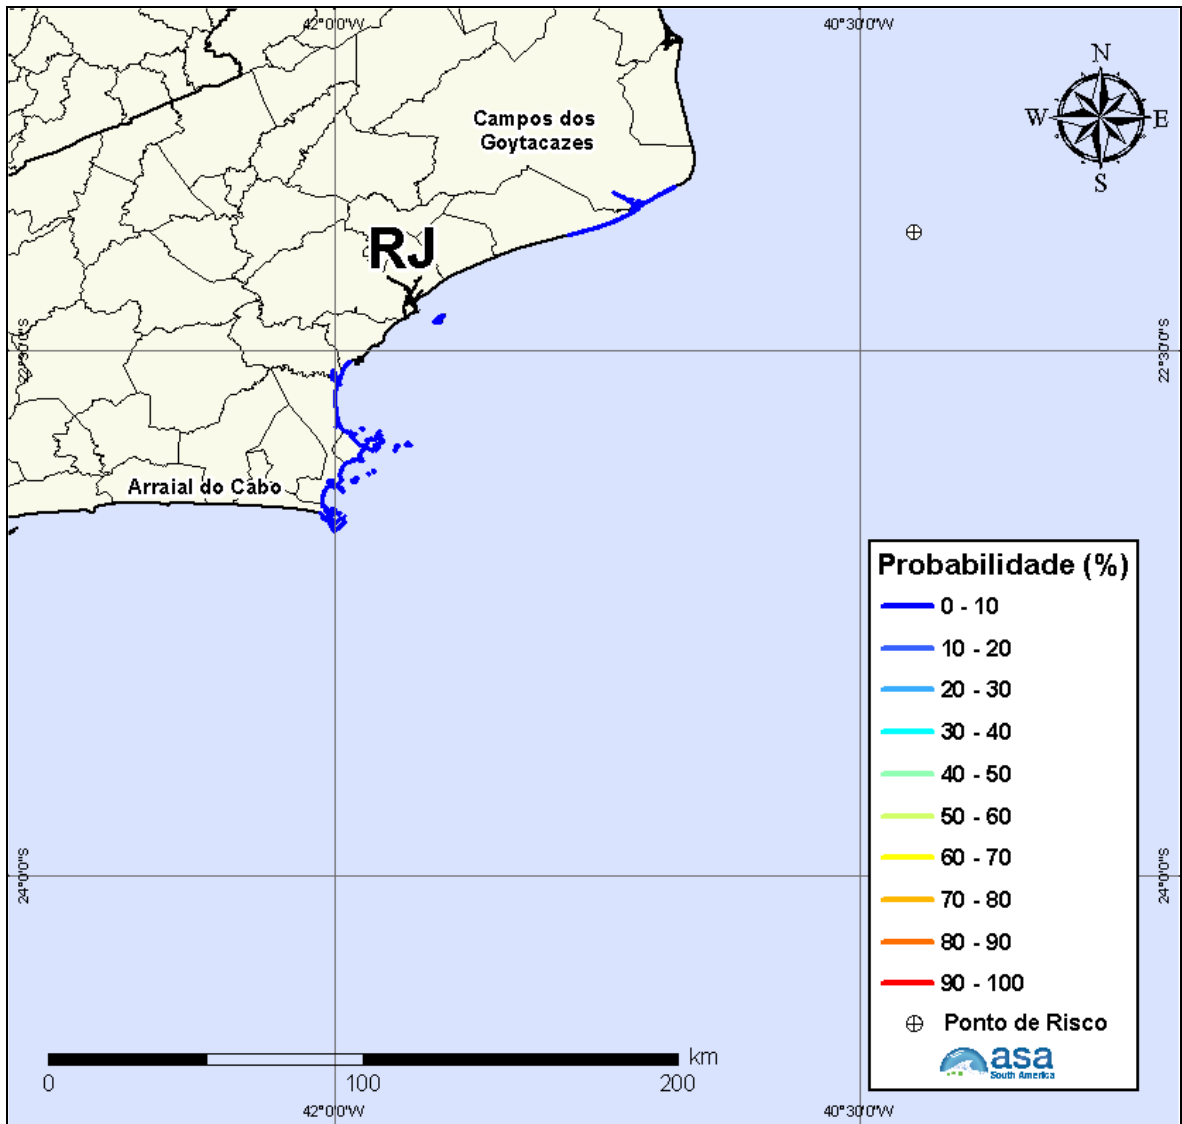 42°0'0"W
40°30'0"W
N
W
E
S
Campos dos
Goytacazes
RJ
22°30'0"S
22°30'0"S
Arraial do Cabo
Probabilidade (%)
0 - 10
10 - 20
20 - 30
30 - 40
40 - 50
50 - 60
60 - 70
70 - 80
80 - 90
90 - 100
Ponto de Risco
asa
South America
24°0'0"S
24°0'0"S
km
0
100
200
42°0'0"W
40°30'0"W